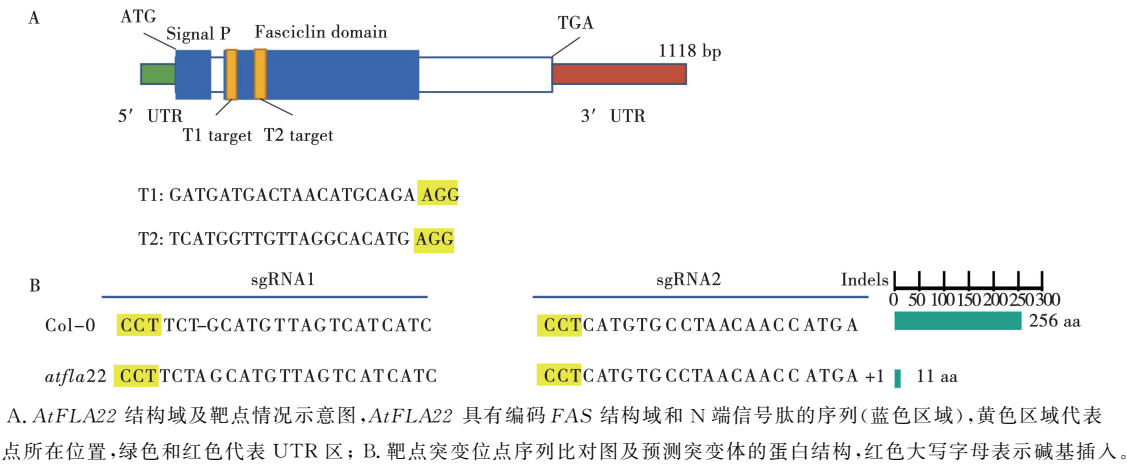 A
ATG
Signal P
Fasciclin domain
TGA
1118 bp
5′ UTR
T1 target
T2 target
3′ UTR
T1: GATGATGACTAACATGCAGA AGG
T2: TCATGGTTGTTAGGCACATG AGG
B
sgRNA1
sgRNA2
Indels
0 50 100 150 200 250 300
Col-0 CCT TCT–GCATGTTAGTCATCATC CCTCATGTGCCTAACAACCATGA 256 aa
atfla22 CCTTCTAGCATGTTAGTCATCATC CCTCATGTGCCTAACAACCATGA +1 11 aa
A. AtFLA22 结构域及靶点情况示意图,AtFLA22 具有编码 FAS 结构域和 N 端信号肽的序列(蓝色区域),黄色区域代表
点所在位置,绿色和红色代表 UTR 区; B. 靶点突变位点序列比对图及预测突变体的蛋白结构,红色大写字母表示碱基插入。